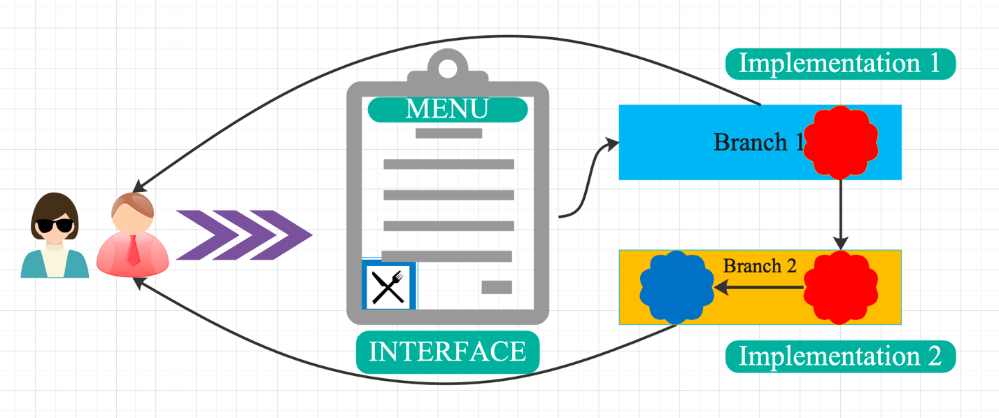 Implementation 1
MENU
Branch 1
Branch 2
INTERFACE
Implementation 2